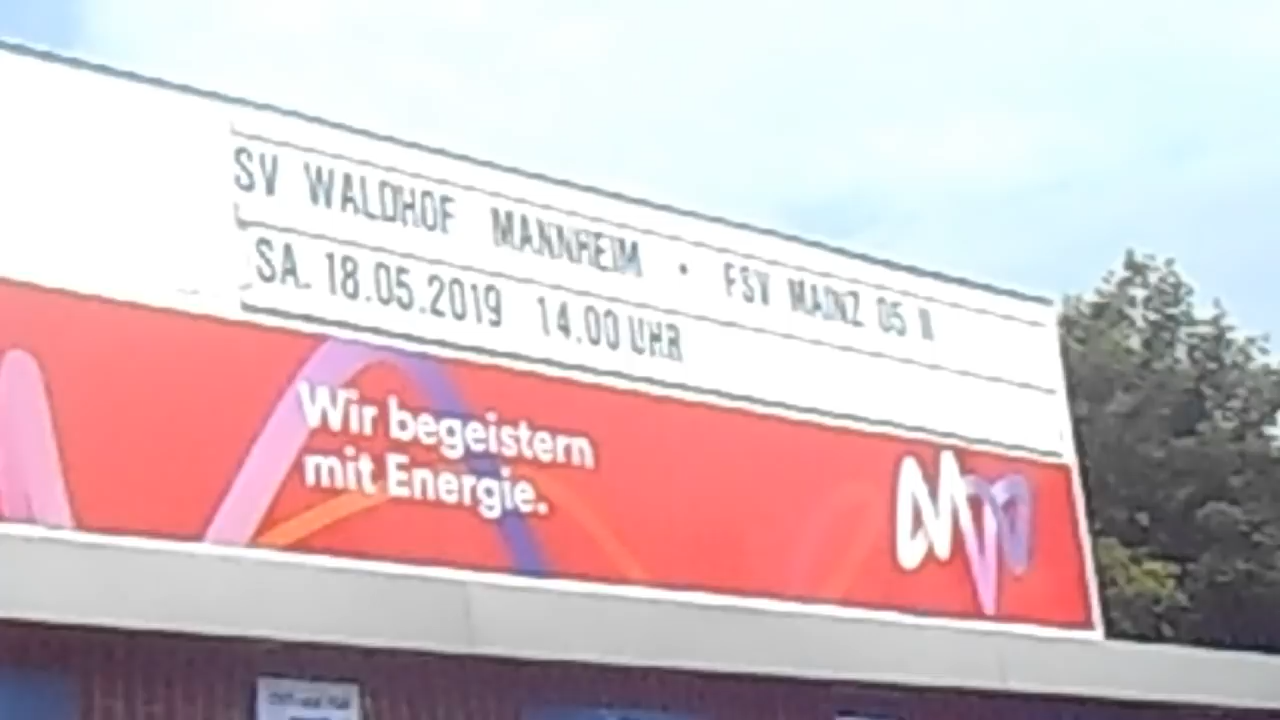 SV WALDHOF MANNHEIM · FSV MAINZ 05 II
SA. 18.05.2019 14.00 UHR
Wir begeistern
mit Energie.